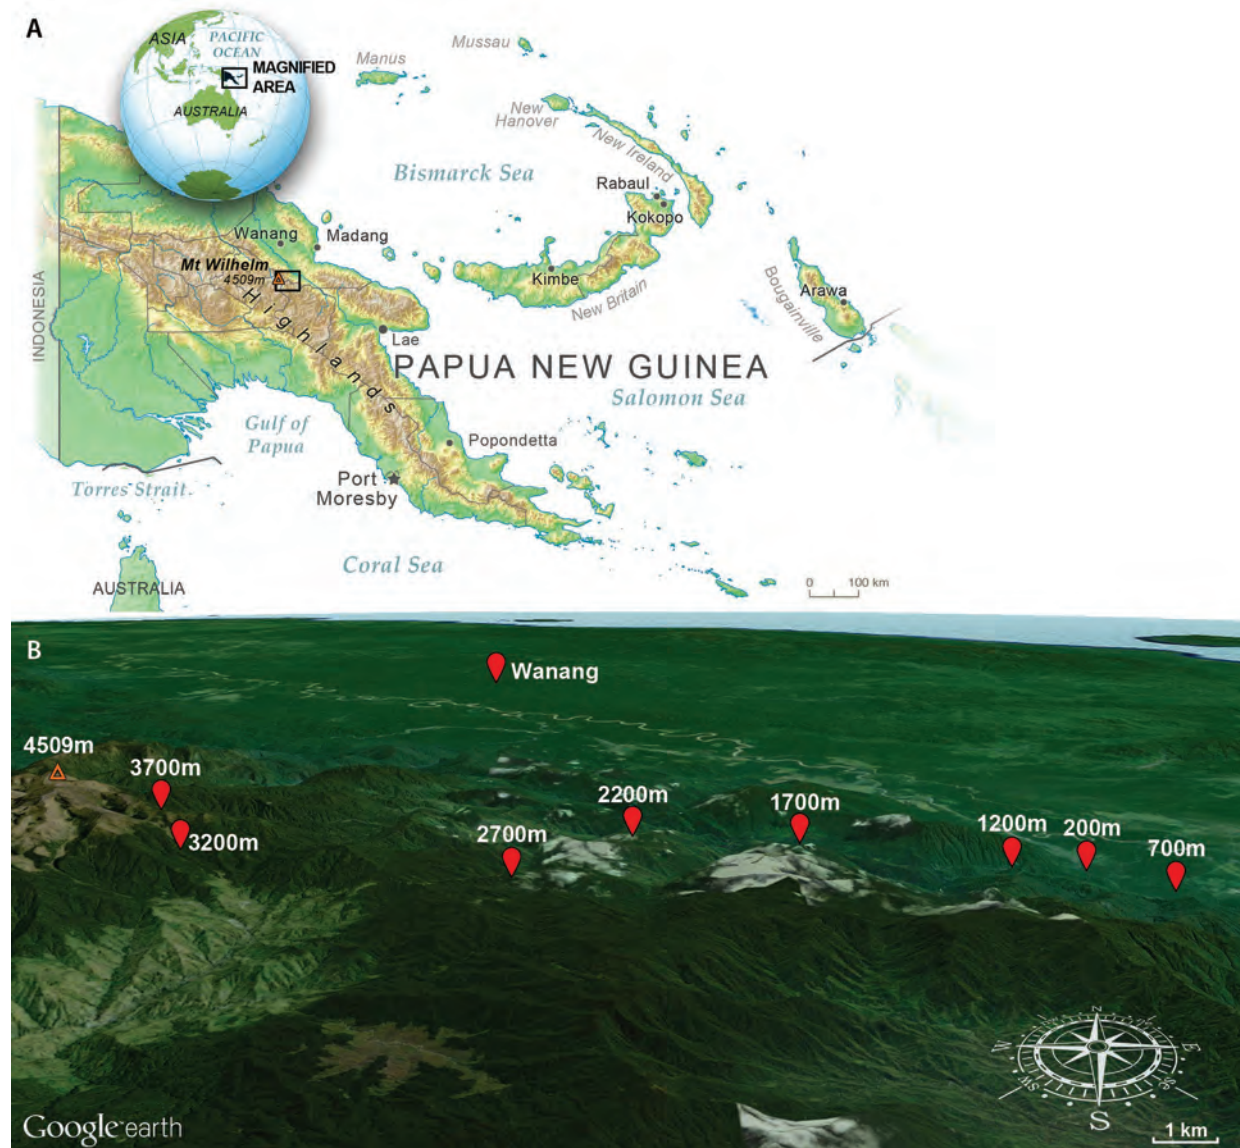 A
ASIA
PACIFIC
OCEAN
MAGNIFIED
AREA
AUSTRALIA
Mussau
Manus
New
Hanover
New Ireland
Bismarck Sea
Rabaul
Kokopo
Wanang
Madang
Mt Wilhelm
4509m
Kimbe
New Britain
Arawa
Bougainville
INDONESIA
Highlands
Lae
PAPUA NEW GUINEA
Salomon Sea
Gulf of
Papua
Popondetta
Port
Moresby
Torres Strait
Coral Sea
AUSTRALIA
0 100 km
B
Wanang
4509m
3700m
3200m
2700m
2200m
1700m
1200m
200m
700m
N
W
E
SW
Se
S
Google earth
1 km